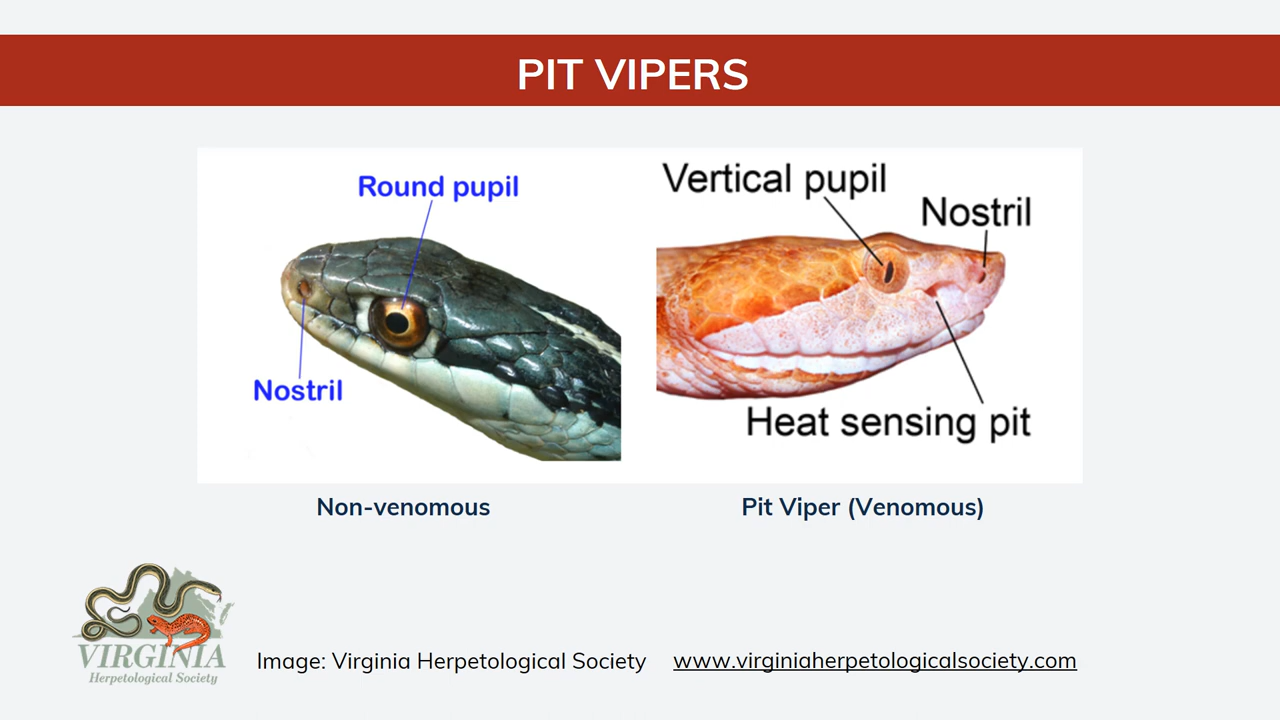 PIT VIPERS
Round pupil
Nostril
Vertical pupil
Nostril
Heat sensing pit
Non-venomous
Pit Viper (Venomous)
VIRGINIA
Herpetological Society
Image: Virginia Herpetological Society www.virginiaherpetologicalsociety.com